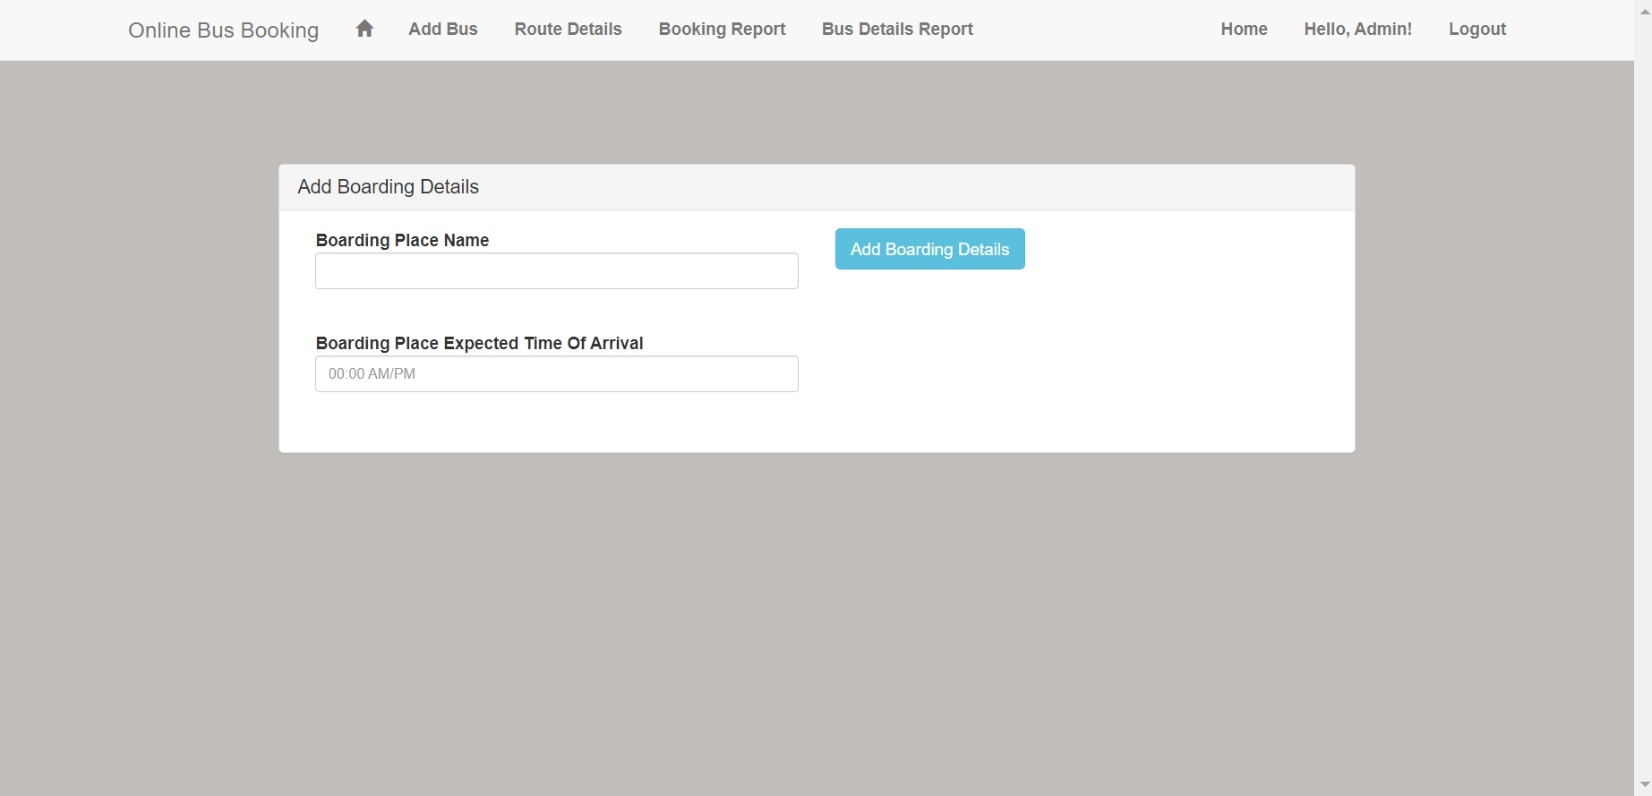 Online Bus Booking Add Bus Route Details Booking Report Bus Details Report Home Hello, Admin! Logout
Add Boarding Details
Boarding Place Name
Add Boarding Details
Boarding Place Expected Time Of Arrival
00:00 AM/PM